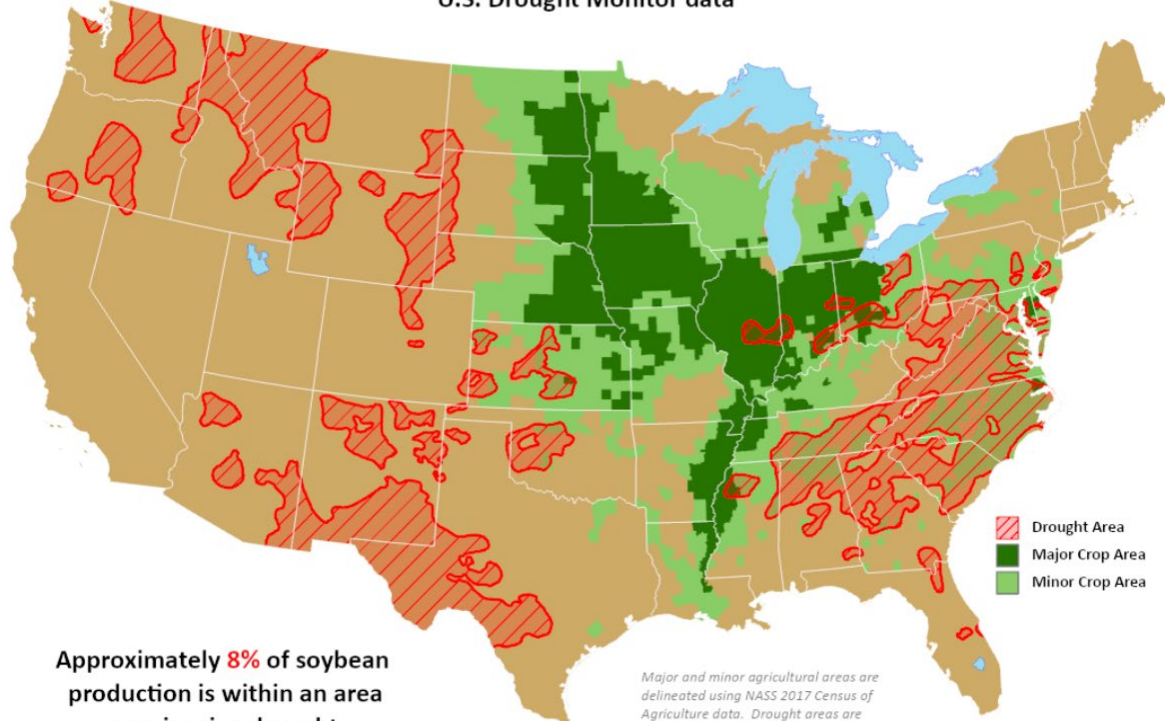 U.S. Drought Monitor data
Drought Area
Major Crop Area
Minor Crop Area
Approximately 8% of soybean
production is within an area
drought
Major and minor agricultural areas are
delineated using NASS 2017 Census of
Agriculture data. Drought areas are